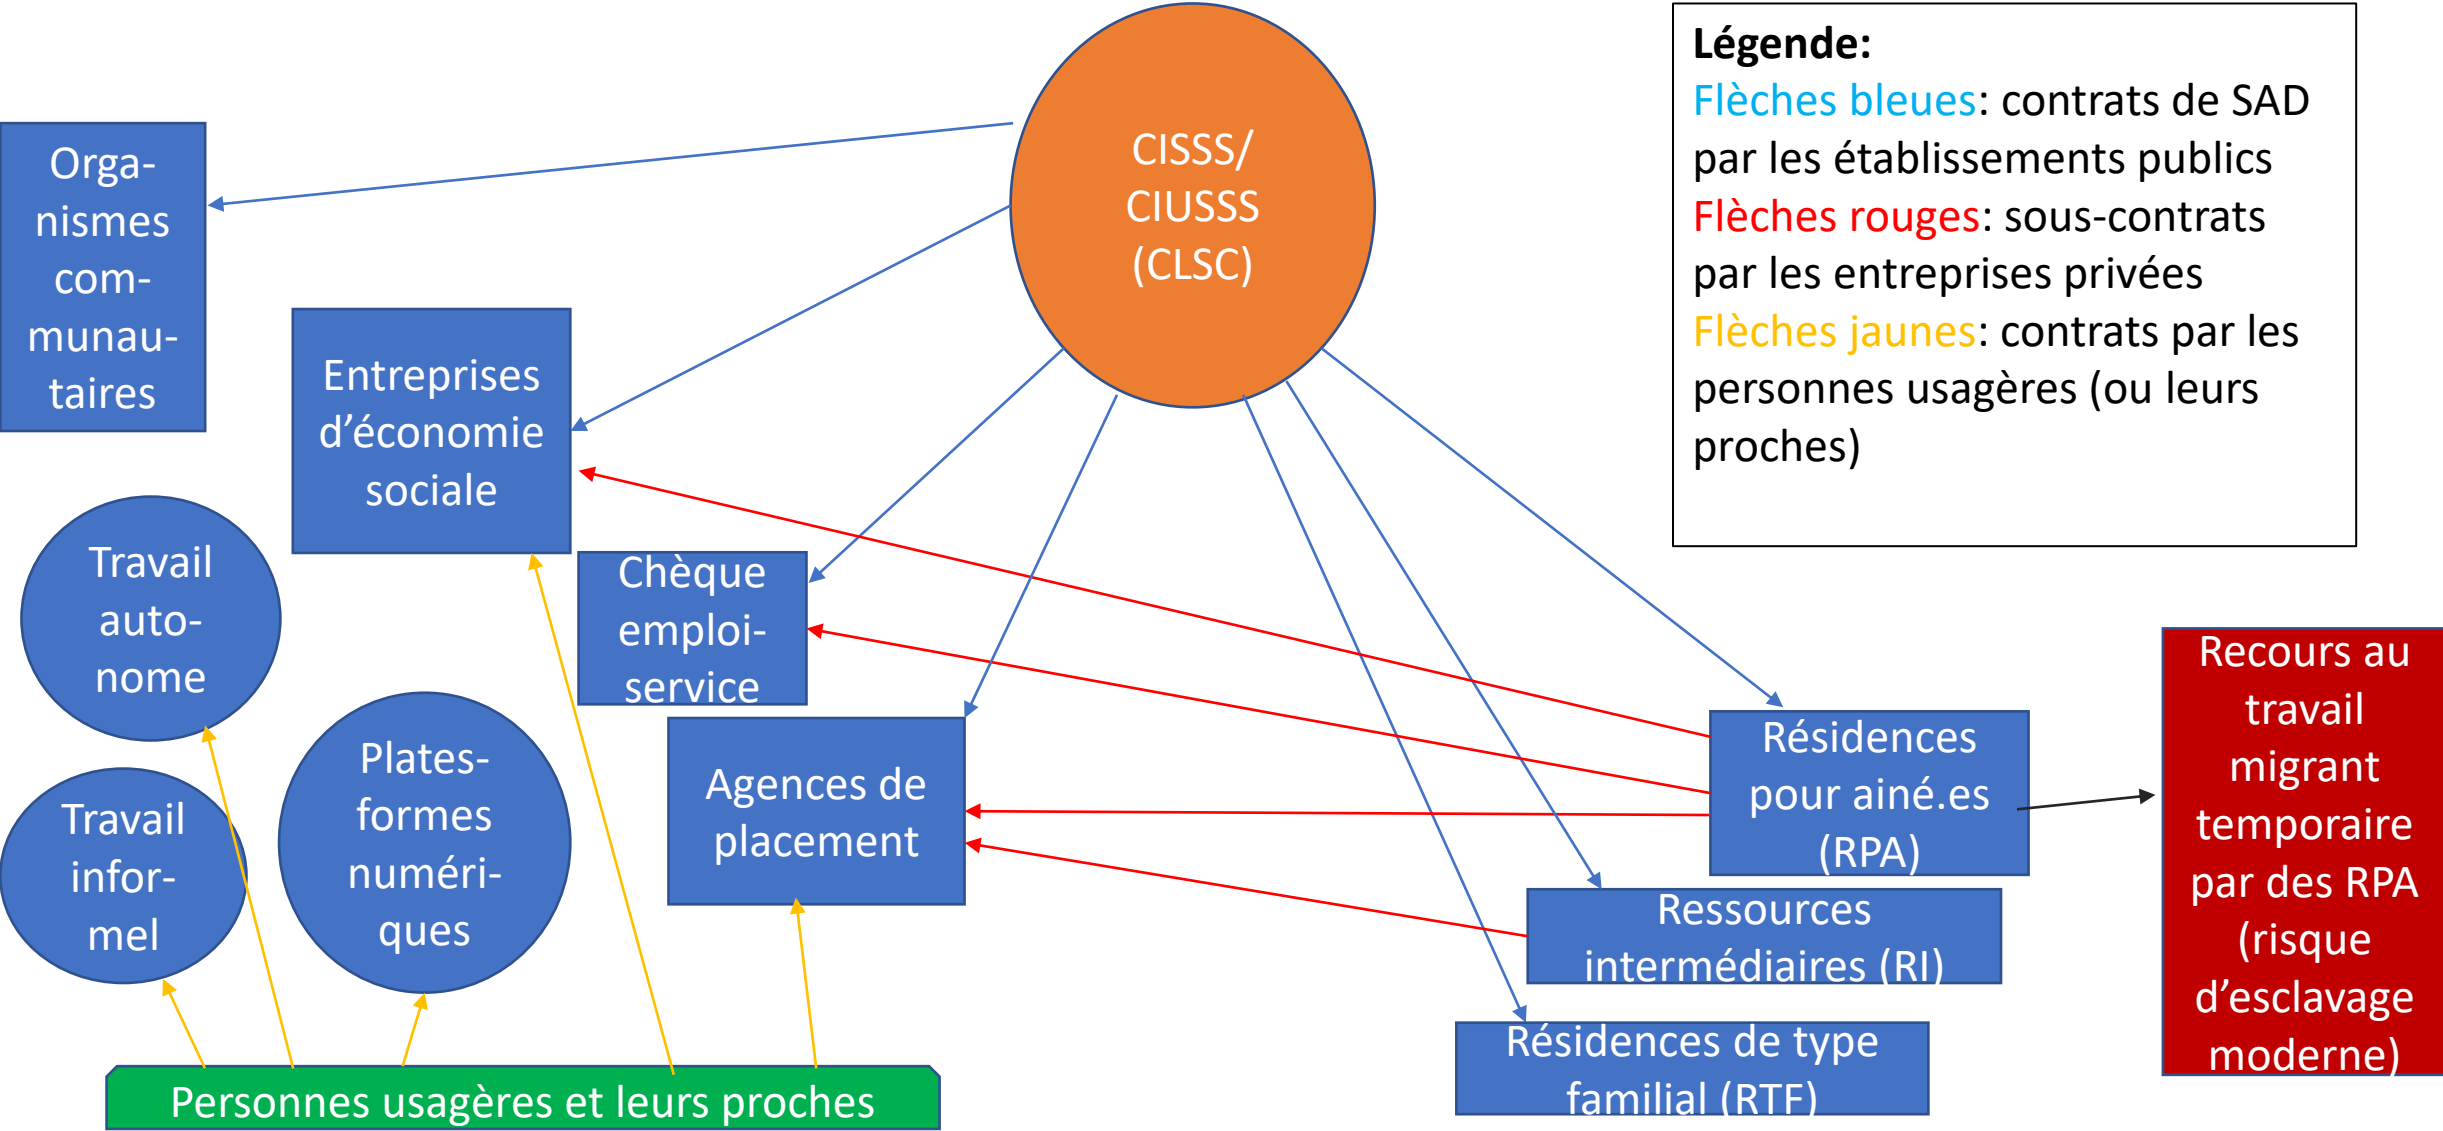 Légende:
Flèches bleues: contrats de SAD
par les établissements publics
Flèches rouges: sous-contrats
par les entreprises privées
Flèches jaunes: contrats par les
personnes usagères (ou leurs
proches)
CISSS/
CIUSSS
(CLSC)
Orga-
nismes
com-
munau-
taires
Entreprises
d’économie
sociale
Travail
auto-
nome
Chèque
emploi-
service
Travail
infor-
mel
Plates-
formes
numéri-
ques
Agences de
placement
Résidences
pour ainé.es
(RPA)
Ressources
intermédiaires (RI)
Résidences de type
familial (RTF)
Recours au
travail
migrant
temporaire
par des RPA
(risque
d’esclavage
moderne)
Personnes usagères et leurs proches